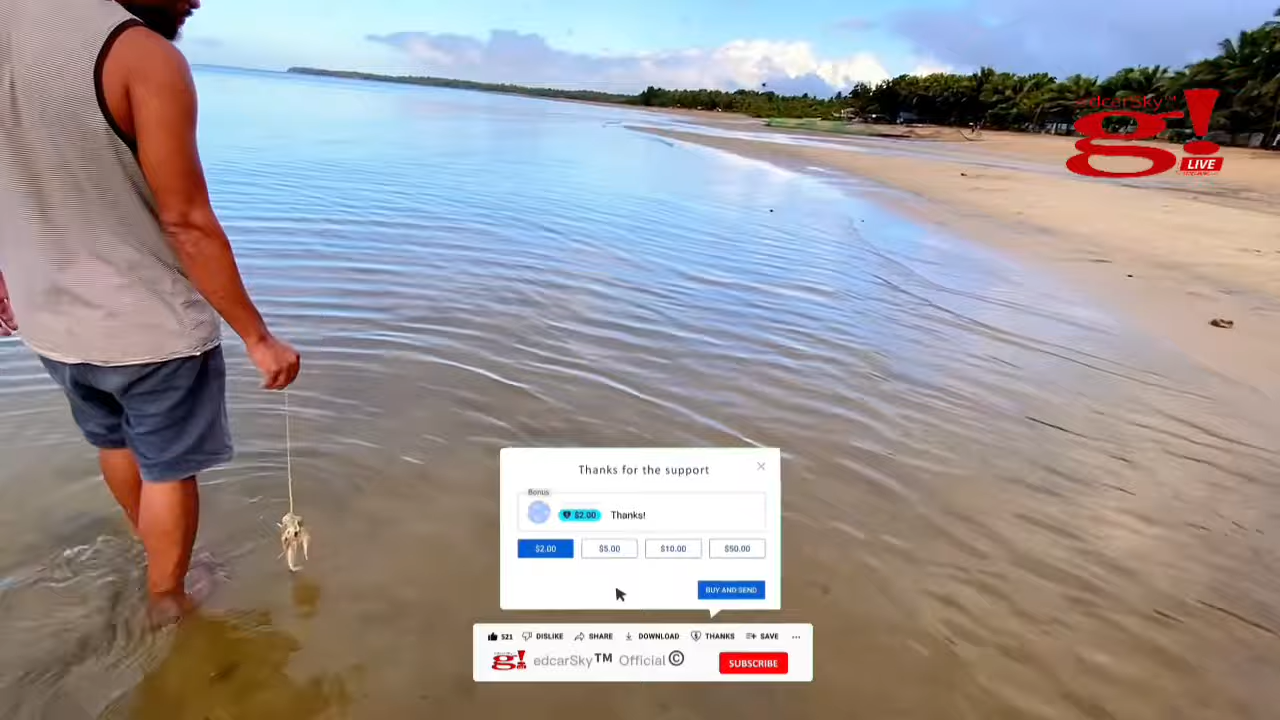 edcarSky™
g!
LIVE
Thanks for the support
Bonus
$2.00 Thanks!
$2.00 $5.00 $10.00 $50.00
BUY AND SEND
521 DISLIKE SHARE DOWNLOAD THANKS SAVE ...
g! edcarSky™ Official © SUBSCRIBE